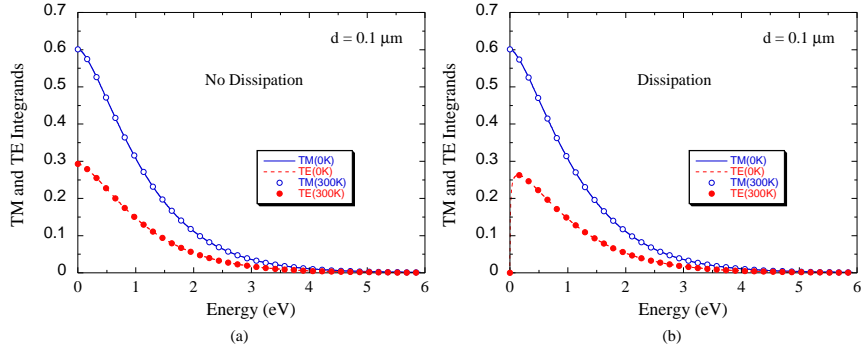 0.7
0.6
0.5
0.4
0.3
0.2
0.1
0
TM and TE Integrands
d = 0.1 μm
No Dissipation
TM(0K)
TE(0K)
TM(300K)
TE(300K)
0 1 2 3 4 5 6
Energy (eV)
(a)
0.7
0.6
0.5
0.4
0.3
0.2
0.1
0
TM and TE Integrands
d = 0.1 μm
Dissipation
TM(0K)
TE(0K)
TM(300K)
TE(300K)
0 1 2 3 4 5 6
Energy (eV)
(b)